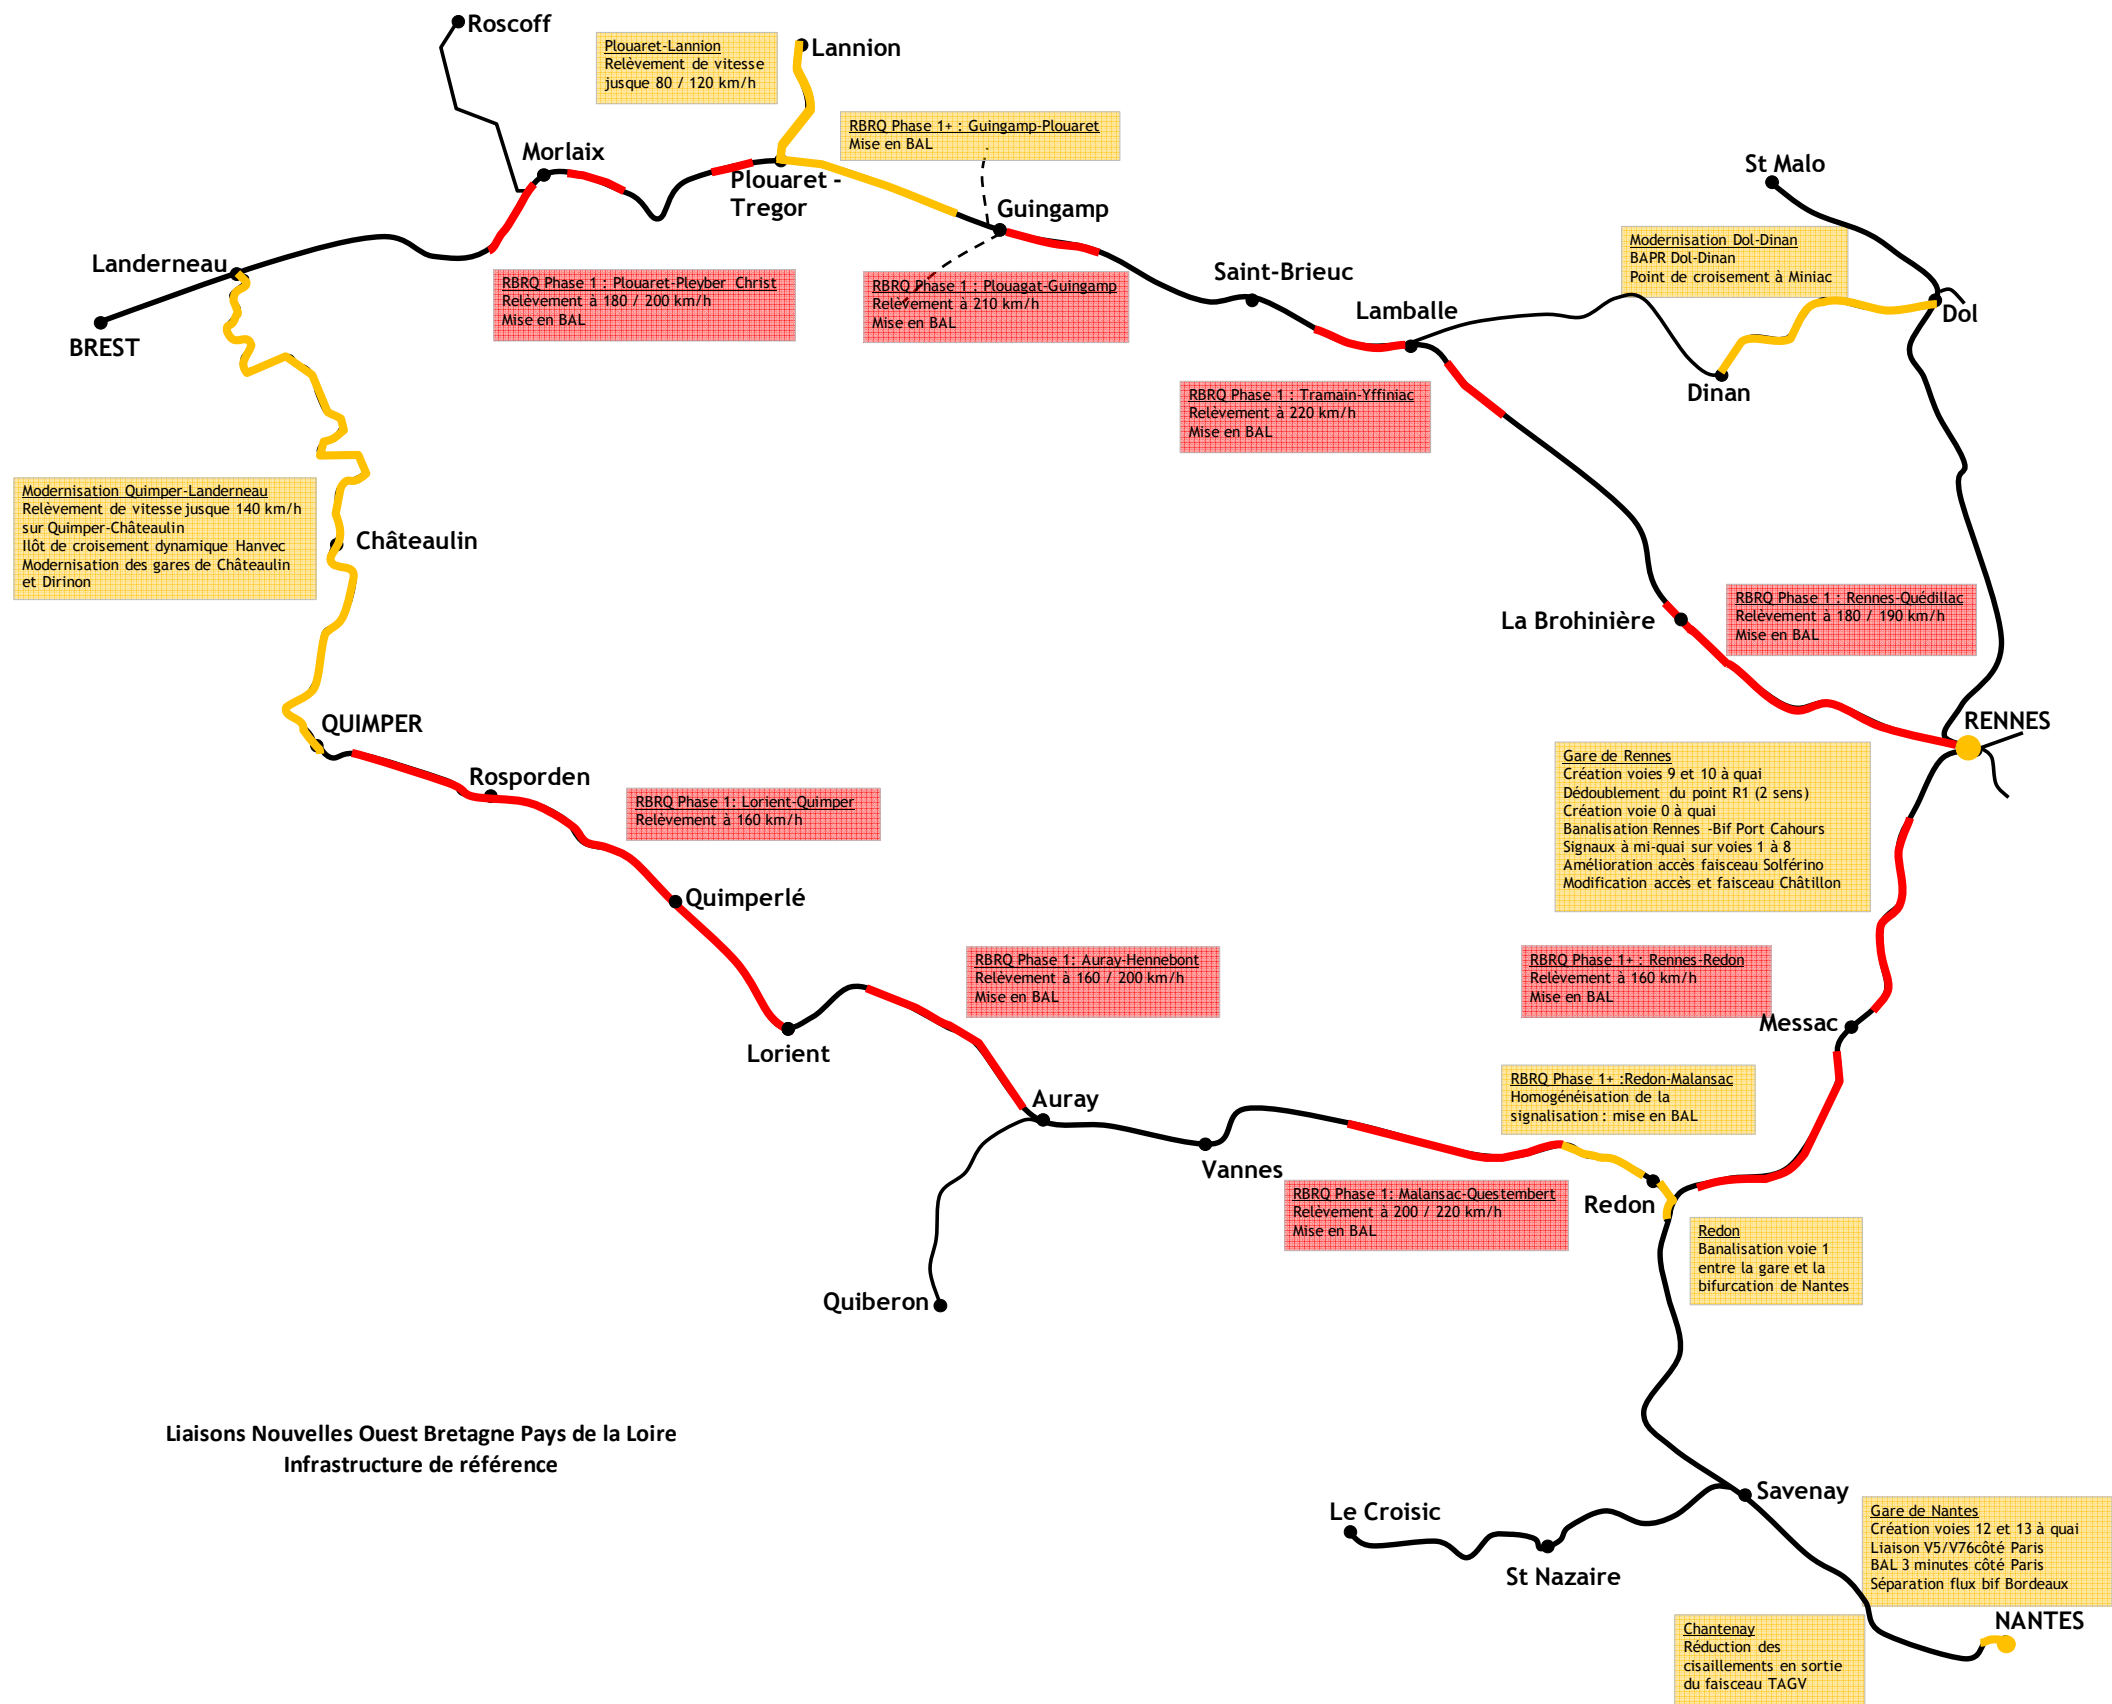 Roscoff
Plouaret-Lannion
Relèvement de vitesse
jusque 80 / 120 km/h
Lannion
RBRQ Phase 1+ : Guingamp-Plouaret
Mise en BAL
Morlaix
Plouaret -
Tregor
Guingamp
St Malo
Modernisation Dol-Dinan
BAPR Dol-Dinan
Point de croisement à Miniac
Landerneau
BREST
RBRQ Phase 1 : Plouaret-Pleyber Christ
Relèvement à 180 / 200 km/h
Mise en BAL
RBRQ Phase 1 : Plouagat-Guingamp
Relèvement à 210 km/h
Mise en BAL
Saint-Brieuc
Lamballe
Dol
Dinan
RBRQ Phase 1 : Tramain-Yffiniac
Relèvement à 220 km/h
Mise en BAL
Modernisation Quimper-Landerneau
Relèvement de vitesse jusque 140 km/h
sur Quimper-Châteaulin
Ilôt de croisement dynamique Hanvec
Modernisation des gares de Châteaulin
et Dirinon
Châteaulin
La Brohinière
RBRQ Phase 1 : Rennes-Quédillac
Relèvement à 180 / 190 km/h
Mise en BAL
QUIMPER
RENNES
Gare de Rennes
Création voies 9 et 10 à quai
Dédoublement du point R1 (2 sens)
Création voie 0 à quai
Banalisation Rennes -Bif Port Cahours
Signaux à mi-quai sur voies 1 à 8
Amélioration accès faisceau Solférino
Modification accès et faisceau Châtillon
Rosporden
RBRQ Phase 1: Lorient-Quimper
Relèvement à 160 km/h
Quimperlé
RBRQ Phase 1: Auray-Hennebont
Relèvement à 160 / 200 km/h
Mise en BAL
RBRQ Phase 1+ : Rennes-Redon
Relèvement à 160 km/h
Mise en BAL
Messac
Lorient
RBRQ Phase 1+ :Redon-Malansac
Homogénéisation de la
signalisation : mise en BAL
Auray
Vannes
RBRQ Phase 1: Malansac-Questembert
Relèvement à 200 / 220 km/h
Mise en BAL
Redon
Redon
Banalisation voie 1
entre la gare et la
bifurcation de Nantes
Quiberon
Liaisons Nouvelles Ouest Bretagne Pays de la Loire
Infrastructure de référence
Savenay
Le Croisic
St Nazaire
Gare de Nantes
Création voies 12 et 13 à quai
Liaison V5/V76côté Paris
BAL 3 minutes côté Paris
Séparation flux bif Bordeaux
NANTES
Chantenay
Réduction des
cisaillements en sortie
du faisceau TAGV